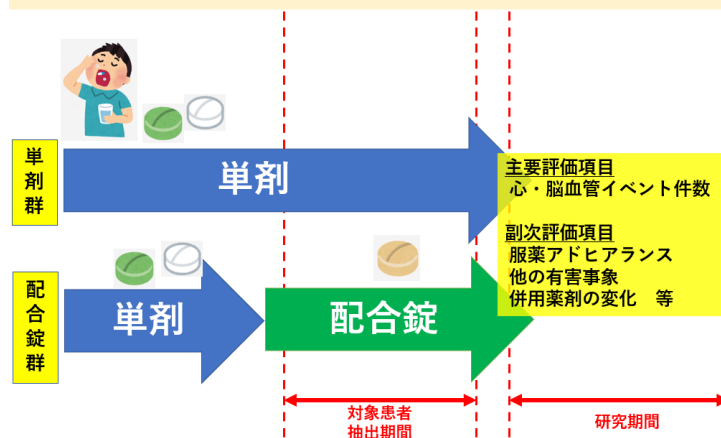 単剤群
単剤
主要評価項目
心・脳血管イベント件数
副次評価項目
服薬アドヒアランス
他の有害事象
併用薬剤の変化　等
配合錠群
単剤
配合錠
対象患者
抽出期間
研究期間